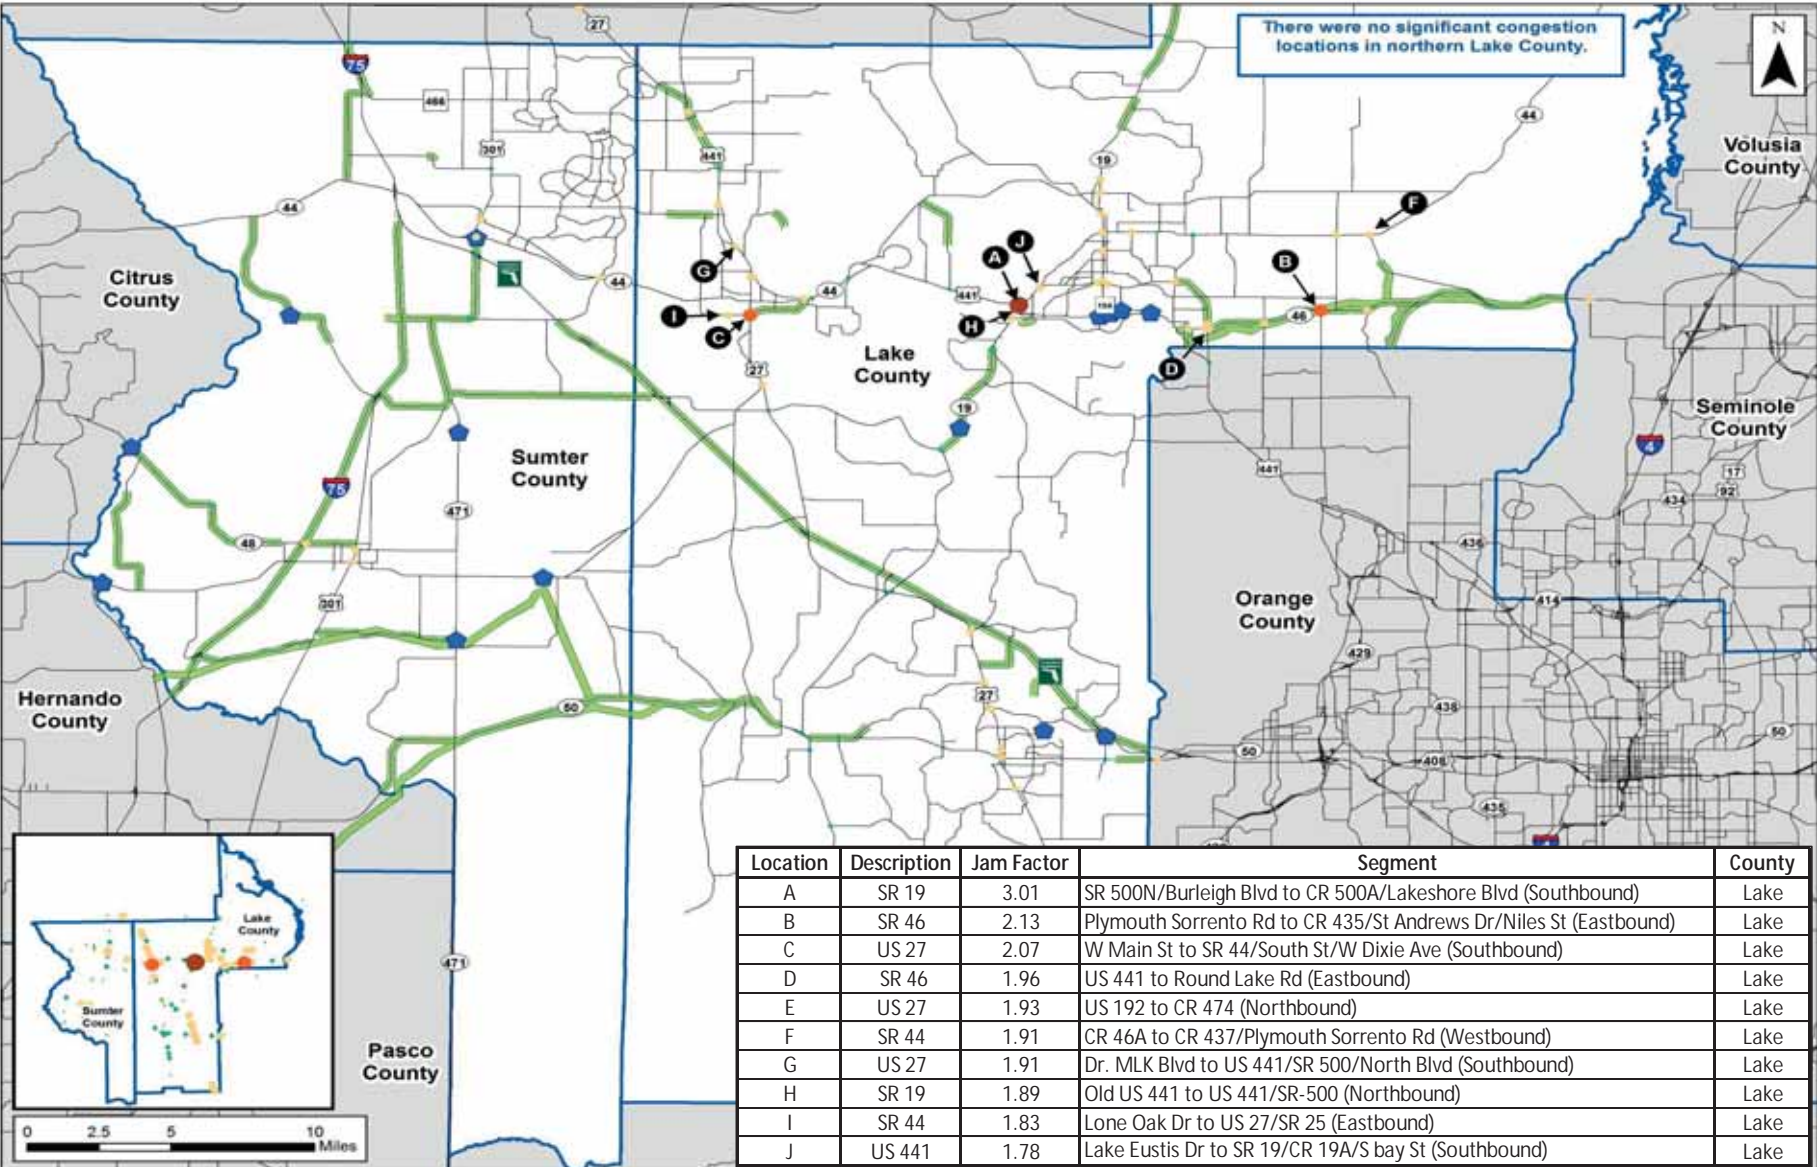 There were no significant congestion
locations in northern Lake County.
N
27
75
466
301
441
44
19
44
Volusia
County
44
Citrus
County
44
44
441
46
F
J
A
B
G
I
C
H
D
Lake
County
27
19
Seminole
County
4
441
17
92
434
Sumter
County
75
471
48
436
301
414
Orange
County
429
Hernando
County
27
438
50
50
50
408
435
471
Pasco
County
Lake
County
Sumter
County
0 2.5 5 10
Miles
Location Description Jam Factor Segment County
A SR 19 3.01 SR 500N/Burleigh Blvd to CR 500A/Lakeshore Blvd (Southbound) Lake
B SR 46 2.13 Plymouth Sorrento Rd to CR 435/St Andrews Dr/Niles St (Eastbound) Lake
C US 27 2.07 W Main St to SR 44/South St/W Dixie Ave (Southbound) Lake
D SR 46 1.96 US 441 to Round Lake Rd (Eastbound) Lake
E US 27 1.93 US 192 to CR 474 (Northbound) Lake
F SR 44 1.91 CR 46A to CR 437/Plymouth Sorrento Rd (Westbound) Lake
G US 27 1.91 Dr. MLK Blvd to US 441/SR 500/North Blvd (Southbound) Lake
H SR 19 1.89 Old US 441 to US 441/SR-500 (Northbound) Lake
I SR 44 1.83 Lone Oak Dr to US 27/SR 25 (Eastbound) Lake
J US 441 1.78 Lake Eustis Dr to SR 19/CR 19A/S bay St (Southbound) Lake